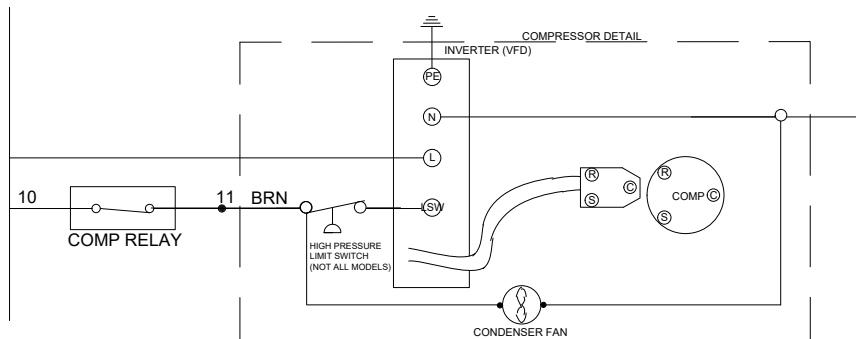 COMPRESSOR DETAIL
INVERTER (VFD)
PE
N
L
R
C
S
R
COMP C
S
10
11 BRN
LSW
COMP RELAY
HIGH PRESSURE
LIMIT SWITCH
(NOT ALL MODELS)
CONDENSER FAN